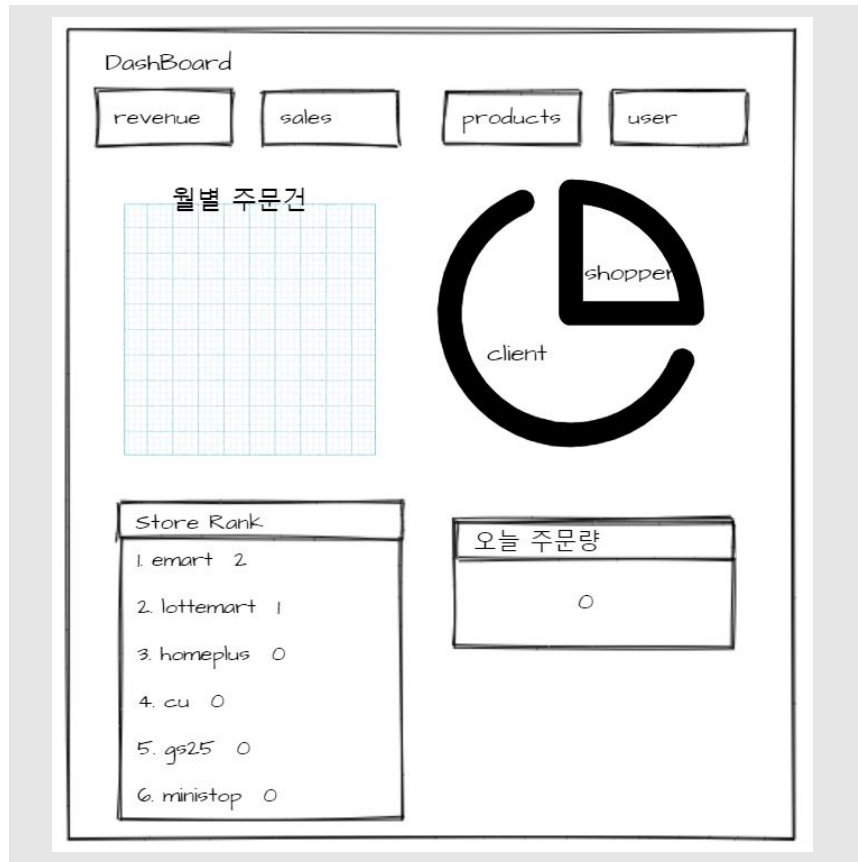 DashBoard
revenue sales products user
월별 주문건
shopper
client
Store Rank
1. emart 2
2. lottemart 1
3. homeplus 0
4. cu 0
5. gs25 0
6. ministop 0
오늘 주문량
0